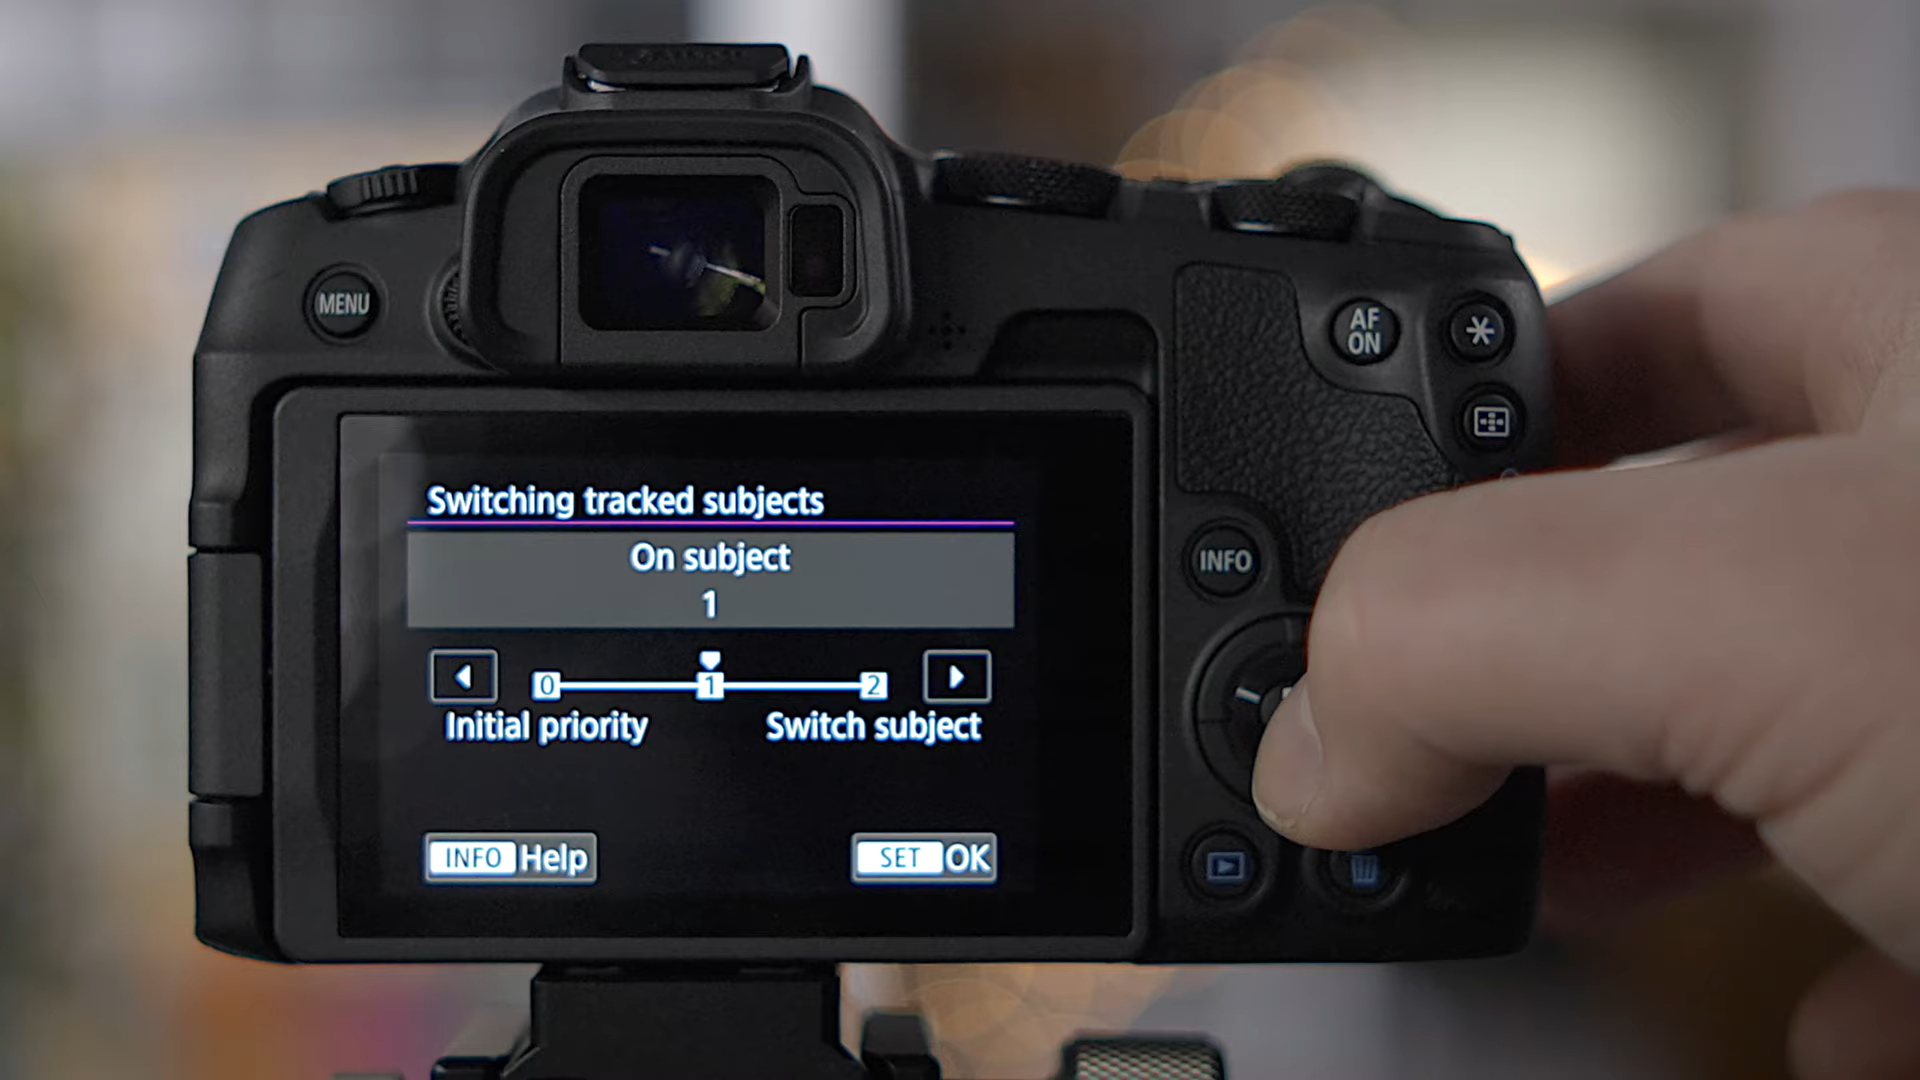 MENU
AF
ON
Switching tracked subjects
On subject
1
INFO
0 1 2
Initial priority Switch subject
INFO Help SET OK